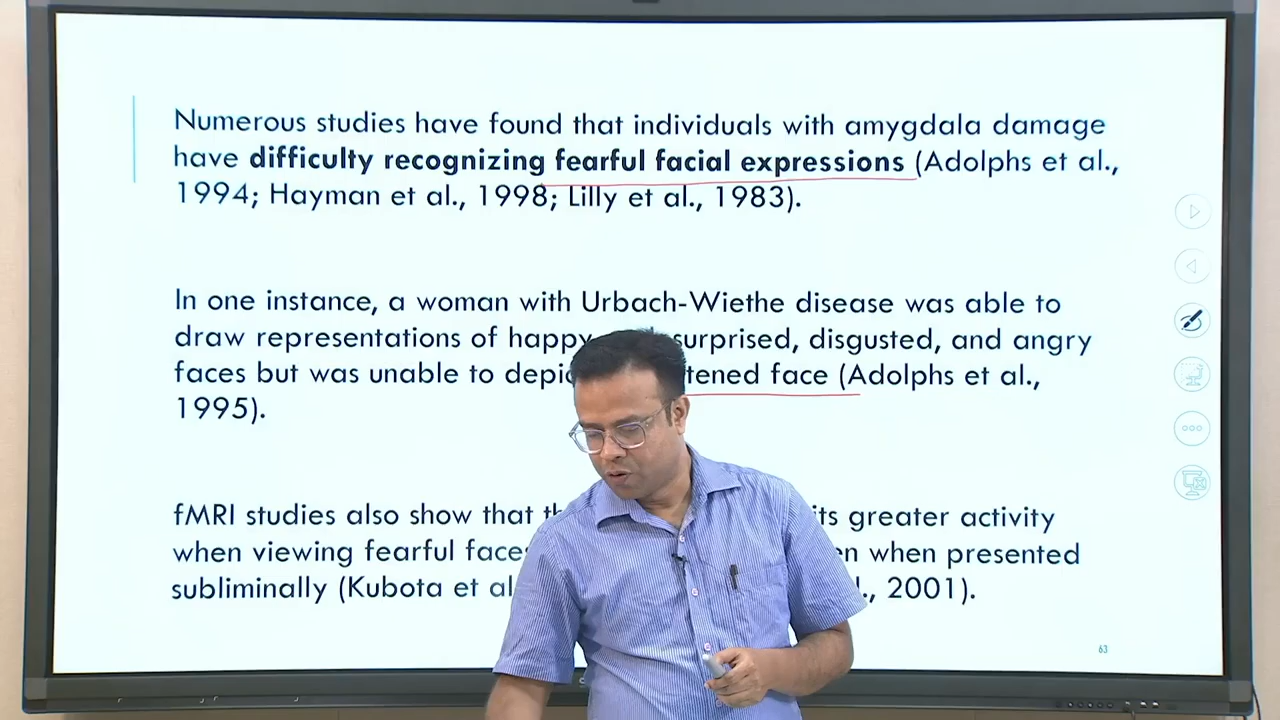 Numerous studies have found that individuals with amygdala damage
have difficulty recognizing fearful facial expressions (Adolphs et al.,
1994; Hayman et al., 1998; Lilly et al., 1983).
In one instance, a woman with Urbach-Wiethe disease was able to
draw representations of happy surprised, disgusted, and angry
faces but was unable to tened face (Adolphs et al.,
1995).
fMRI studies also show that its greater activity
when viewing fearful faces when presented
subliminally (Kubota et al ., 2001).
63